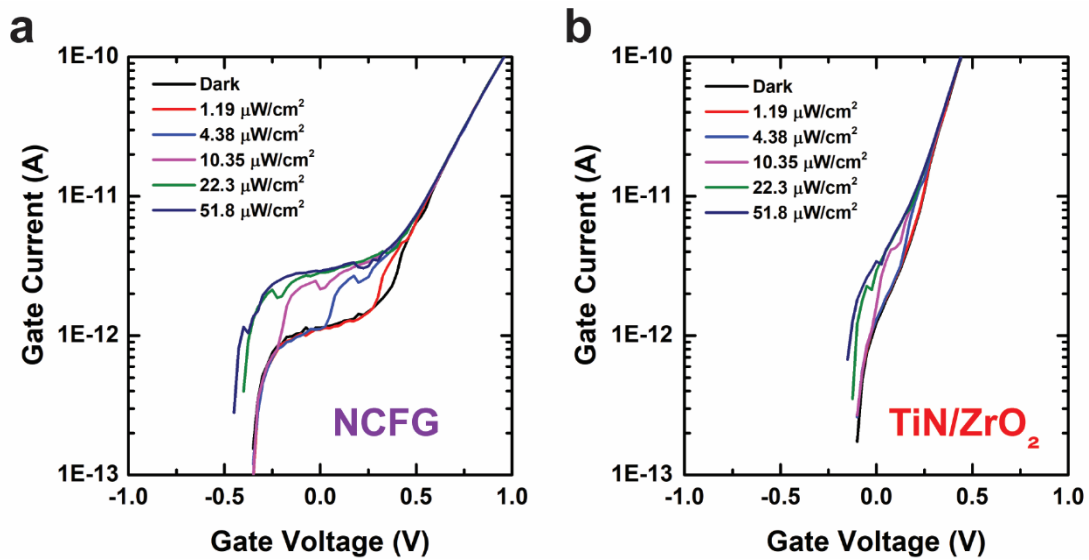 a
1E-10
1E-11
1E-12
1E-13
Gate Current (A)
Dark
1.19 μW/cm²
4.38 μW/cm²
10.35 μW/cm²
22.3 μW/cm²
51.8 μW/cm²
NCFG
-1.0 -0.5 0.0 0.5 1.0
Gate Voltage (V)
b
1E-10
1E-11
1E-12
1E-13
Gate Current (A)
Dark
1.19 μW/cm²
4.38 μW/cm²
10.35 μW/cm²
22.3 μW/cm²
51.8 μW/cm²
TiN/ZrO₂
-1.0 -0.5 0.0 0.5 1.0
Gate Voltage (V)